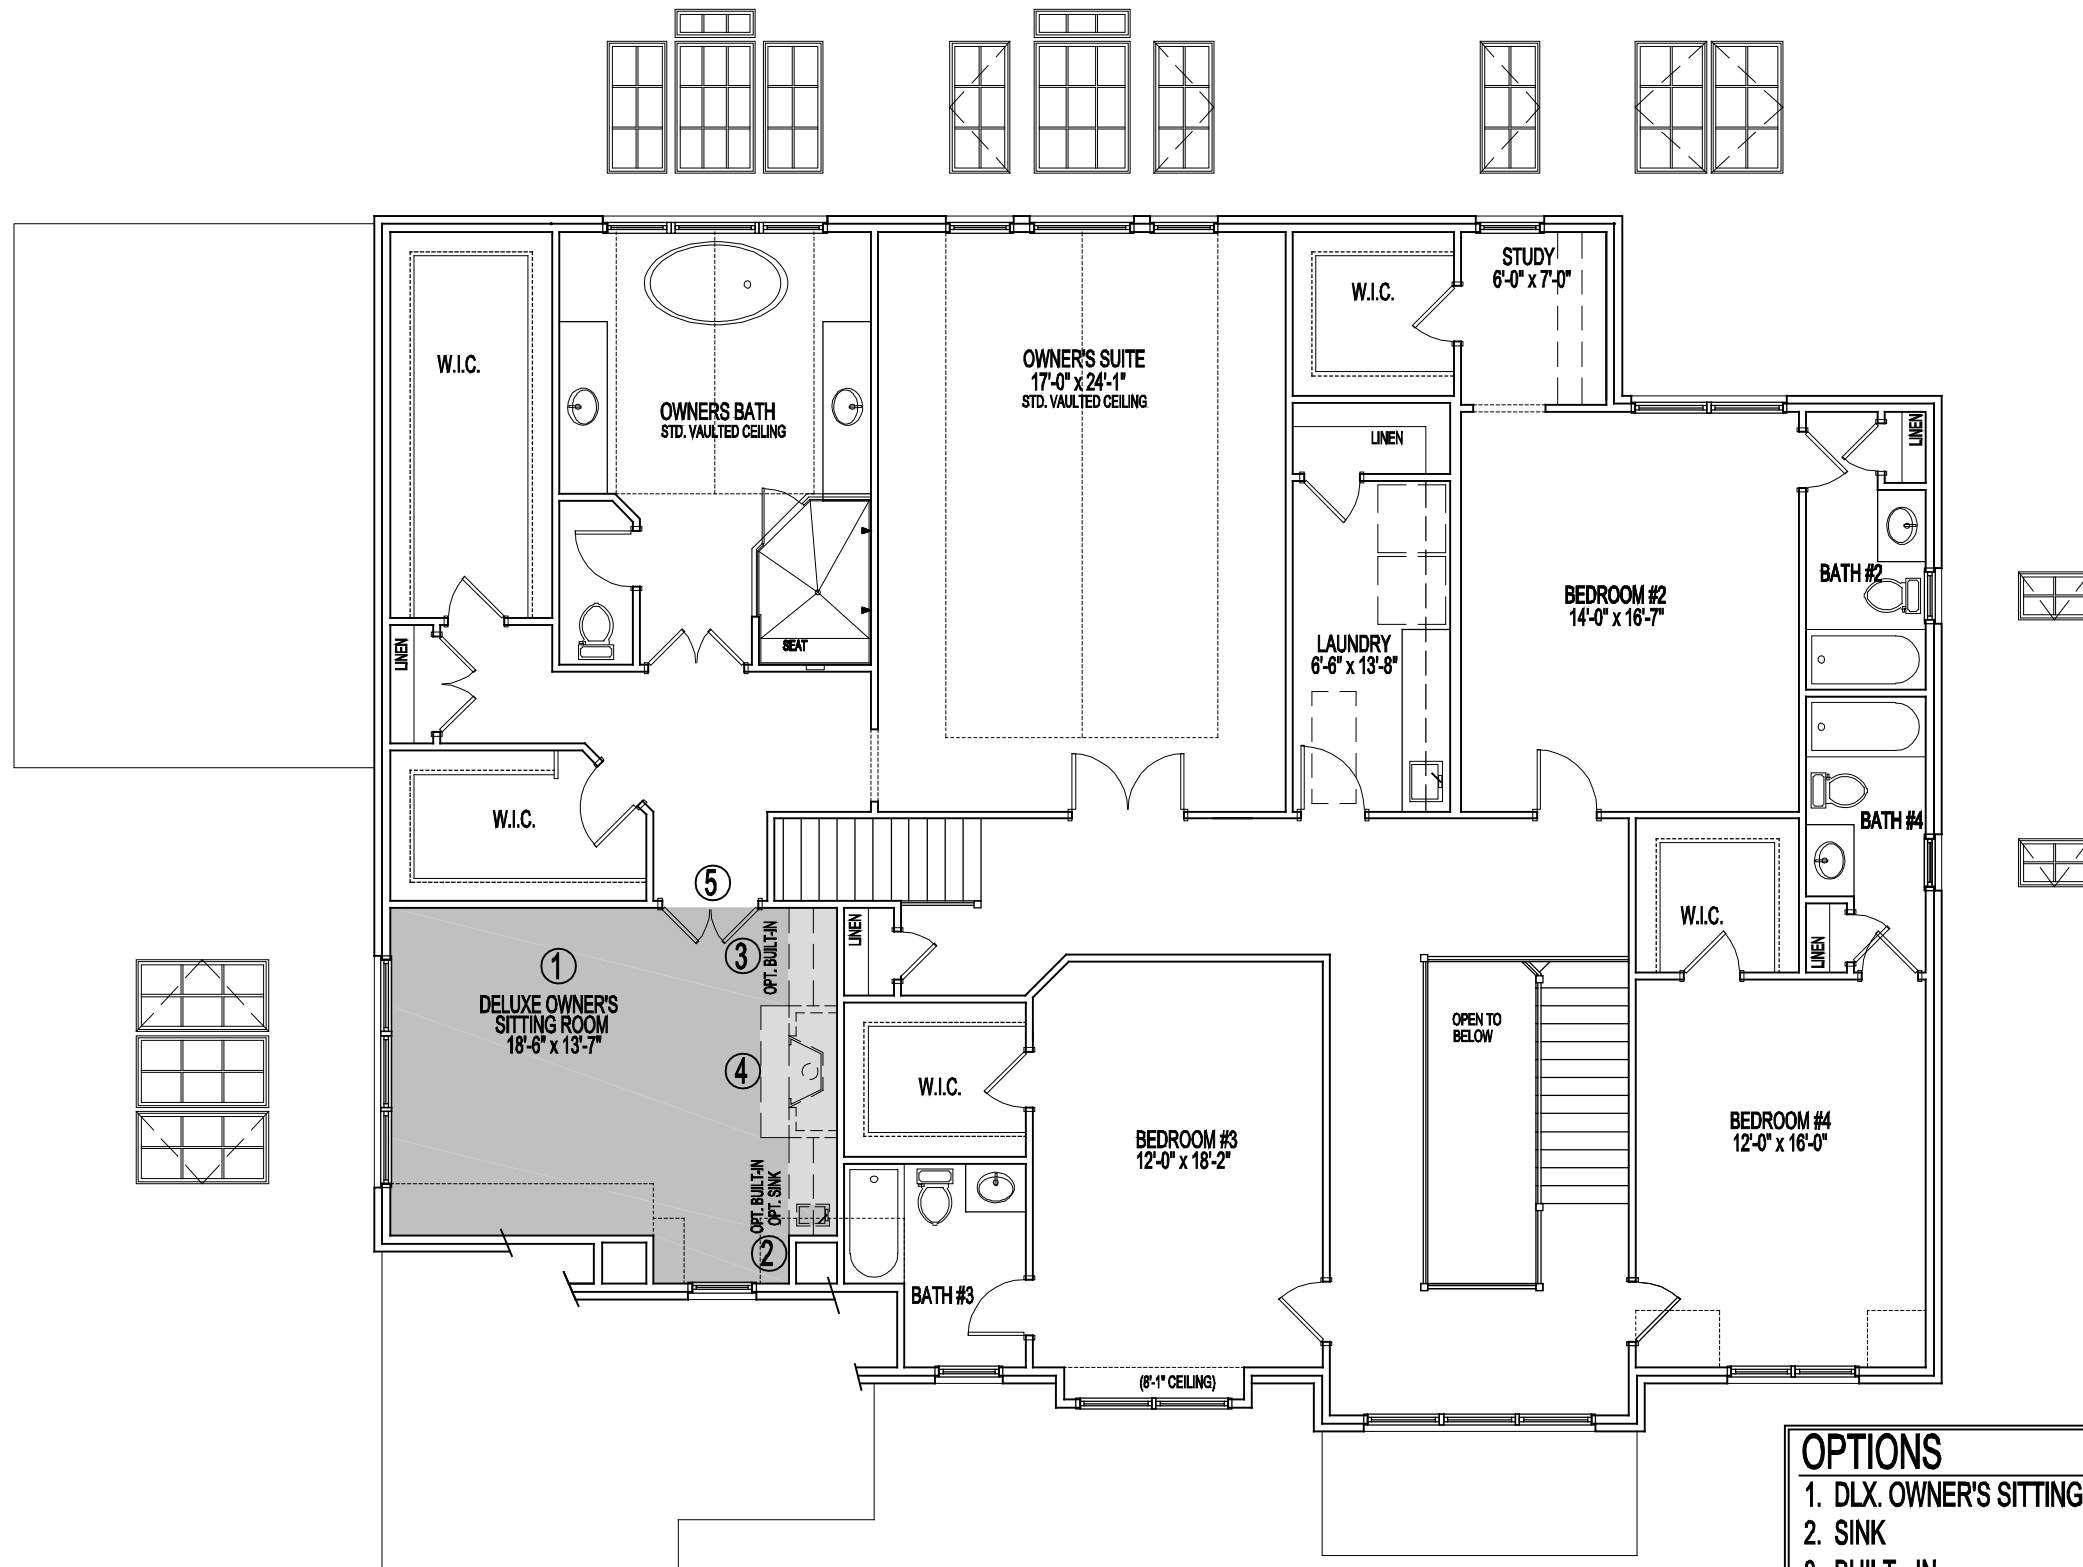 STUDY
6'-0" x 7'-0"
W.I.C.
W.I.C.
OWNER'S SUITE
17'-0" x 24'-1"
STD. VAULTED CEILING
OWNERS BATH
STD. VAULTED CEILING
LINEN
LINEN
BATH #2
BEDROOM #2
14'-0" x 16'-7"
LAUNDRY
6'-6" x 13'-8"
SEAT
LINEN
W.I.C.
BATH #4
5
W.I.C.
LINEN
LINEN
3
OPT. BUILT-IN
1
DELUXE OWNER'S
SITTING ROOM
18'-6" x 13'-7"
OPEN TO
BELOW
4
W.I.C.
BEDROOM #3
12'-0" x 18'-2"
BEDROOM #4
12'-0" x 16'-0"
OPT. BUILT-IN
OPT. SINK
2
BATH #3
(8'-1" CEILING)
OPTIONS
1. DLX. OWNER'S SITTING
2. SINK
3. BUILT-IN